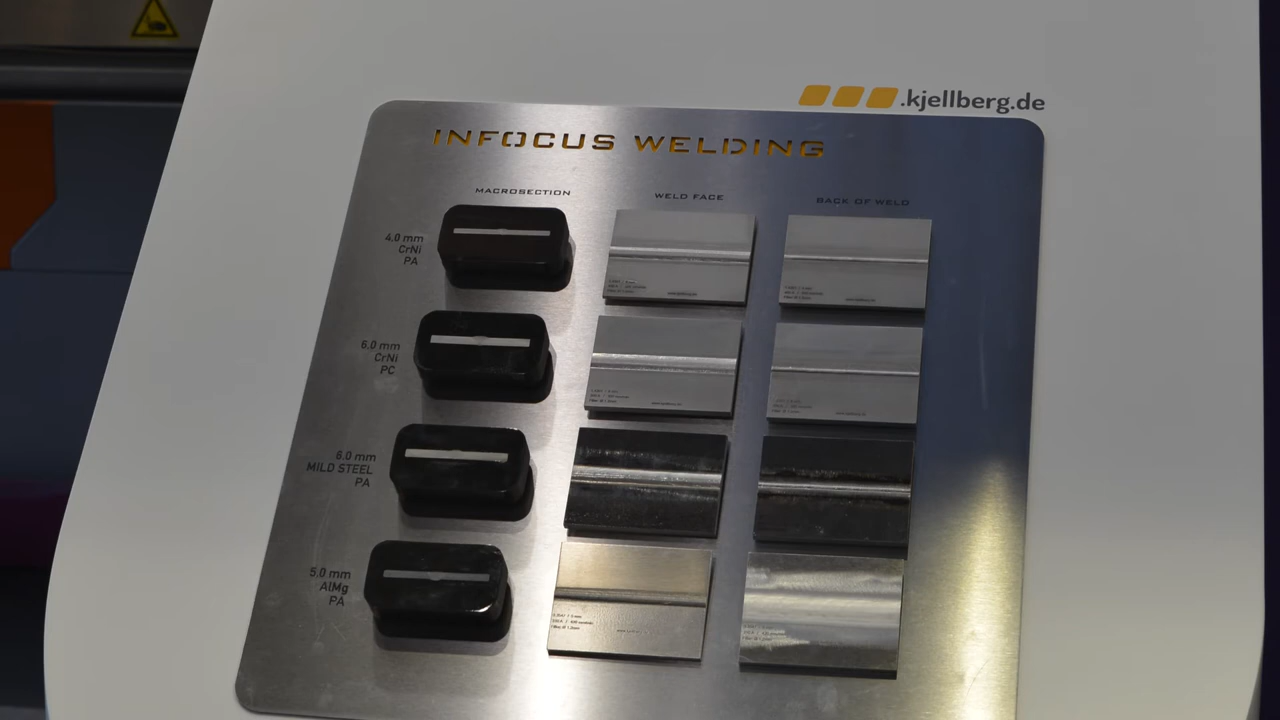 .kjellberg.de
INFOCUS WELDING
MACROSECTION
WELD FACE
BACK OF WELD
4.0 mm
CrNi
PA
6.0 mm
CrNi
PC
8.0 mm
MILD STEEL
PA
5.0 mm
AlMg
PA